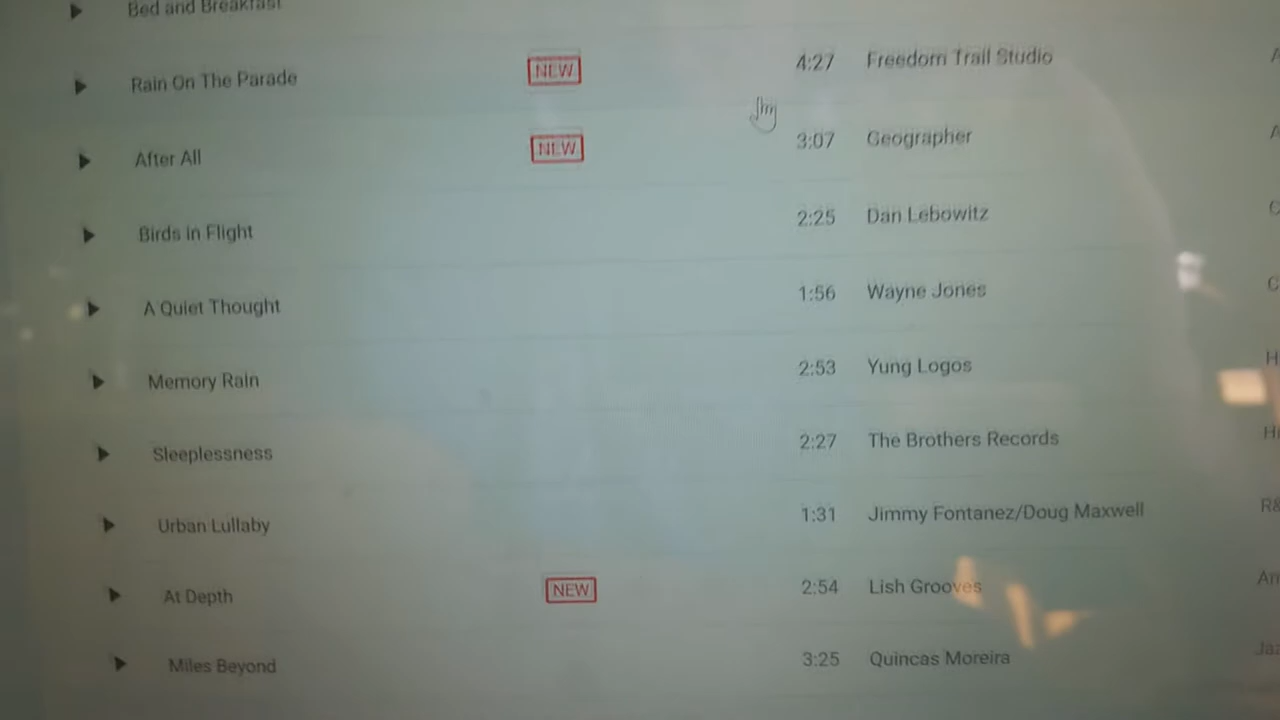 Bed and Breakfast
Rain On The Parade NEW 4:27 Freedom Trail Studio
After All NEW 3:07 Geographer
Birds in Flight 2:25 Dan Lebowitz
A Quiet Thought 1:56 Wayne Jones
Memory Rain 2:53 Yung Logos
Sleeplessness 2:27 The Brothers Records
Urban Lullaby 1:31 Jimmy Fontanez/Doug Maxwell R&
At Depth NEW 2:54 Lish Grooves
Miles Beyond 3:25 Quincas Moreira